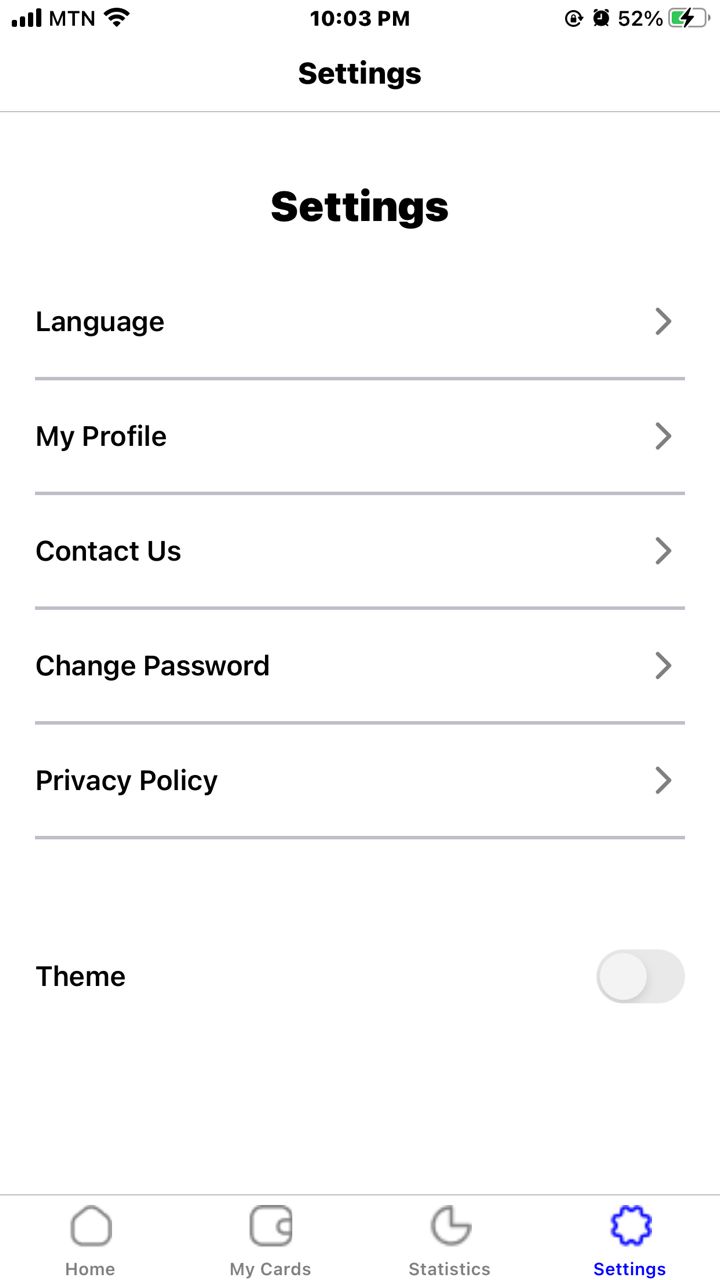 MTN 10:03 PM 52%
Settings
Settings
Language
My Profile
Contact Us
Change Password
Privacy Policy
Theme
Home My Cards Statistics Settings